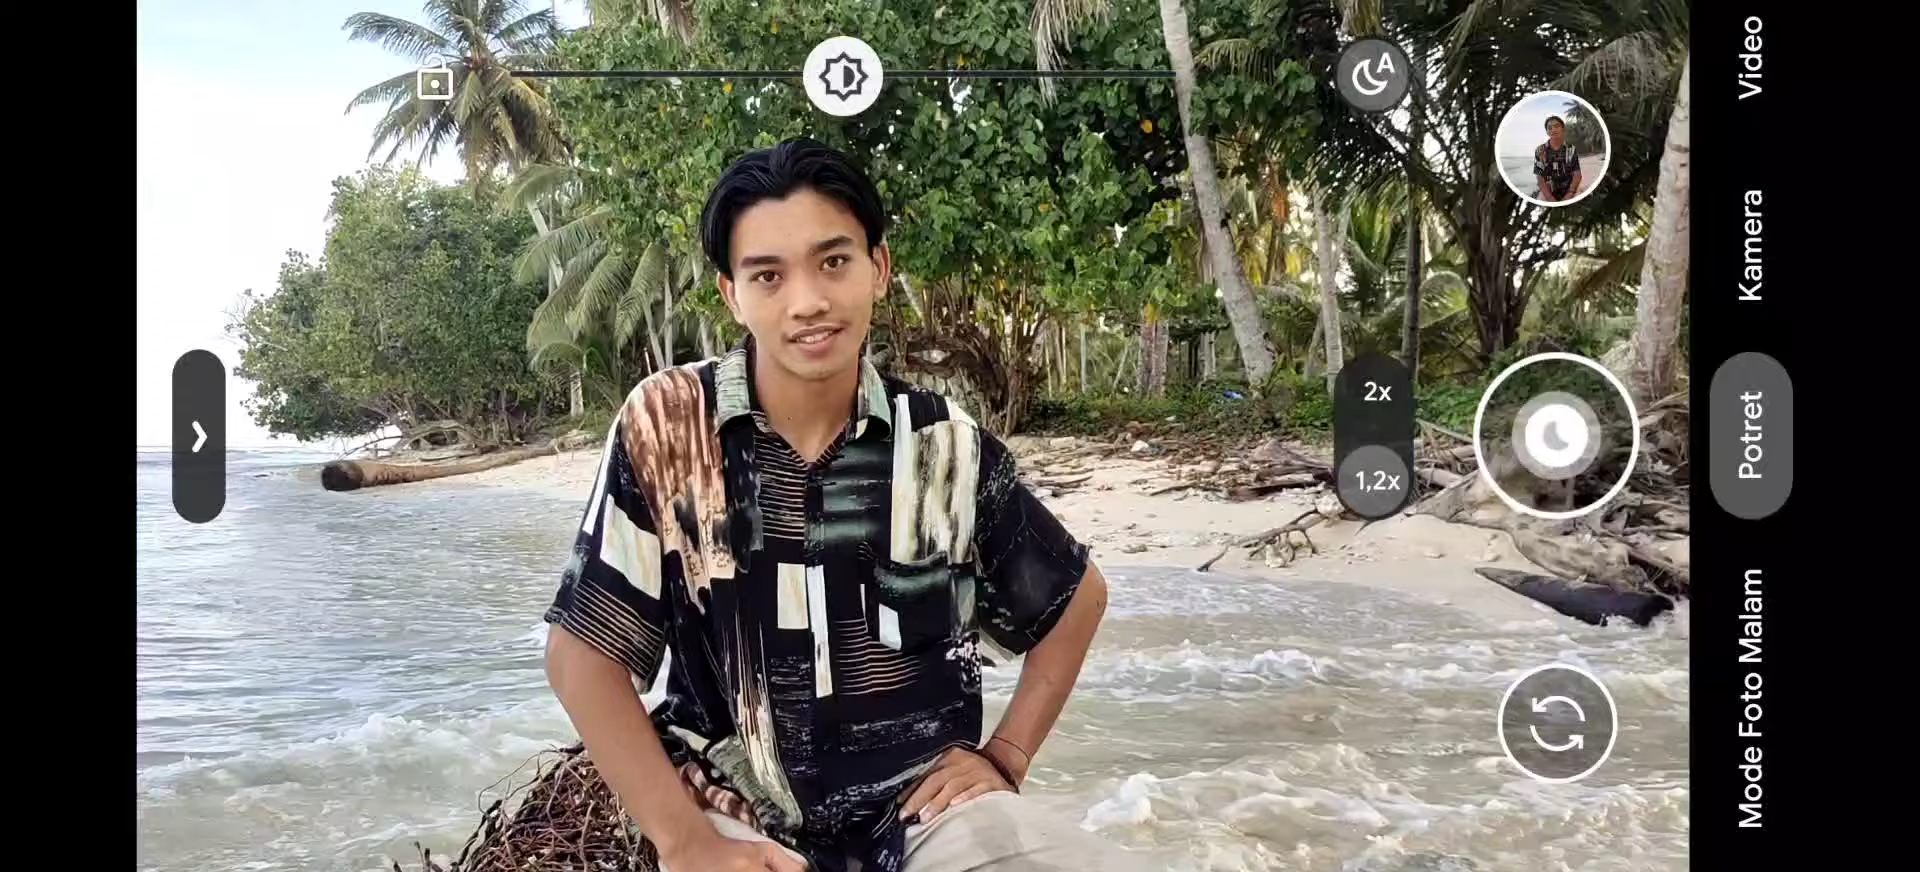 A
2x
1,2x
Video
Kamera
Potret
Mode Foto Malam